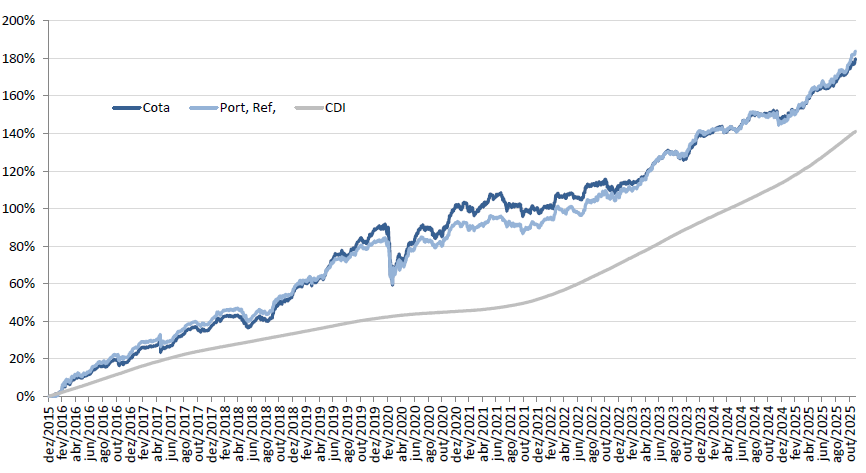 200%
180%
160%
140%
120%
100%
80%
60%
40%
20%
0%
Cota
Port, Ref,
CDI
dez/2015
fev/2016
abr/2016
jun/2016
ago/2016
out/2016
dez/2016
fev/2017
abr/2017
jun/2017
ago/2017
out/2017
dez/2017
fev/2018
abr/2018
jun/2018
ago/2018
out/2018
dez/2018
fev/2019
abr/2019
jun/2019
ago/2019
out/2019
dez/2019
fev/2020
abr/2020
jun/2020
ago/2020
out/2020
dez/2020
fev/2021
abr/2021
jun/2021
ago/2021
out/2021
dez/2021
fev/2022
abr/2022
jun/2022
ago/2022
out/2022
dez/2022
fev/2023
abr/2023
jun/2023
ago/2023
out/2023
dez/2023
fev/2024
abr/2024
jun/2024
ago/2024
out/2024
dez/2024
fev/2025
abr/2025
jun/2025
ago/2025
out/2025